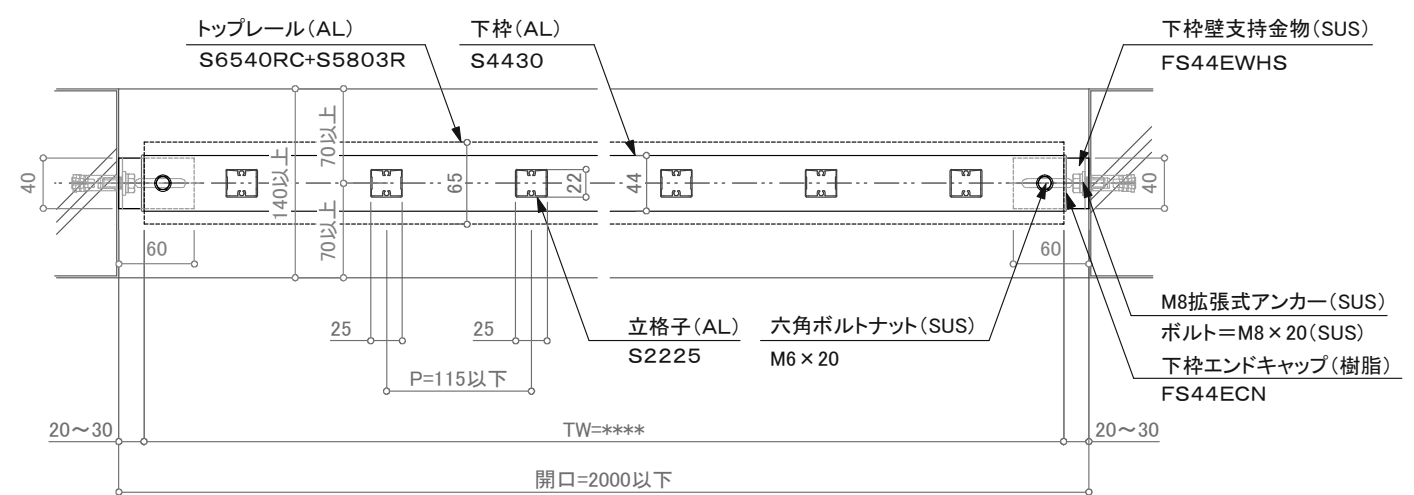 トップレール(AL)
S6540RC+S5803R
下枠(AL)
S4430
下枠壁支持金物(SUS)
FS44EWHS
40
140以上
70以上
70以上
65
22
44
40
60
60
25
25
P=115以下
立格子(AL)
S2225
六角ボルトナット(SUS)
M6×20
M8拡張式アンカー(SUS)
ボルト=M8×20(SUS)
下枠エンドキャップ(樹脂)
FS44ECN
20～30
TW=****
20～30
開口=2000以下